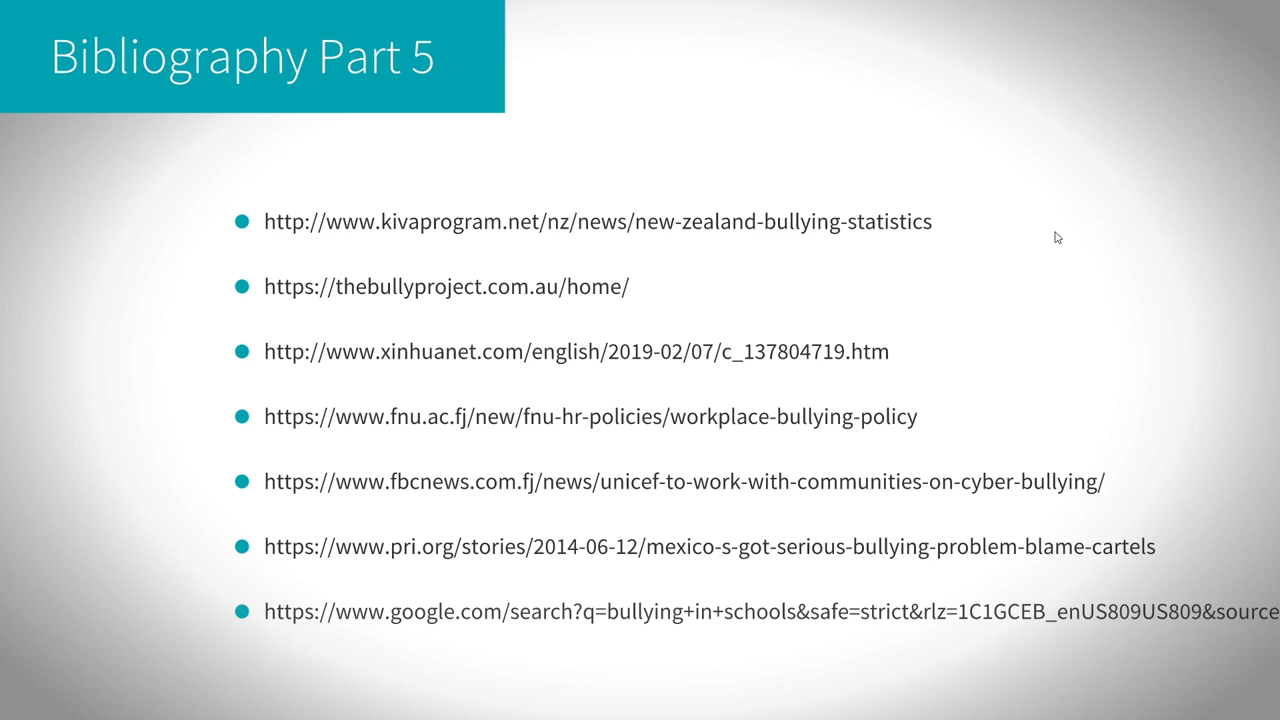 Bibliography Part 5
http://www.kivaprogram.net/nz/news/new-zealand-bullying-statistics
https://thebullyproject.com.au/home/
http://www.xinhuanet.com/english/2019-02/07/c_137804719.htm
https://www.fnu.ac.fj/new/fnu-hr-policies/workplace-bullying-policy
https://www.fbcnews.com.fj/news/unicef-to-work-with-communities-on-cyber-bullying/
https://www.pri.org/stories/2014-06-12/mexico-s-got-serious-bullying-problem-blame-cartels
https://www.google.com/search?q=bullying+in+schools&safe=strict&rlz=1C1GCEB_enUS809US809&source